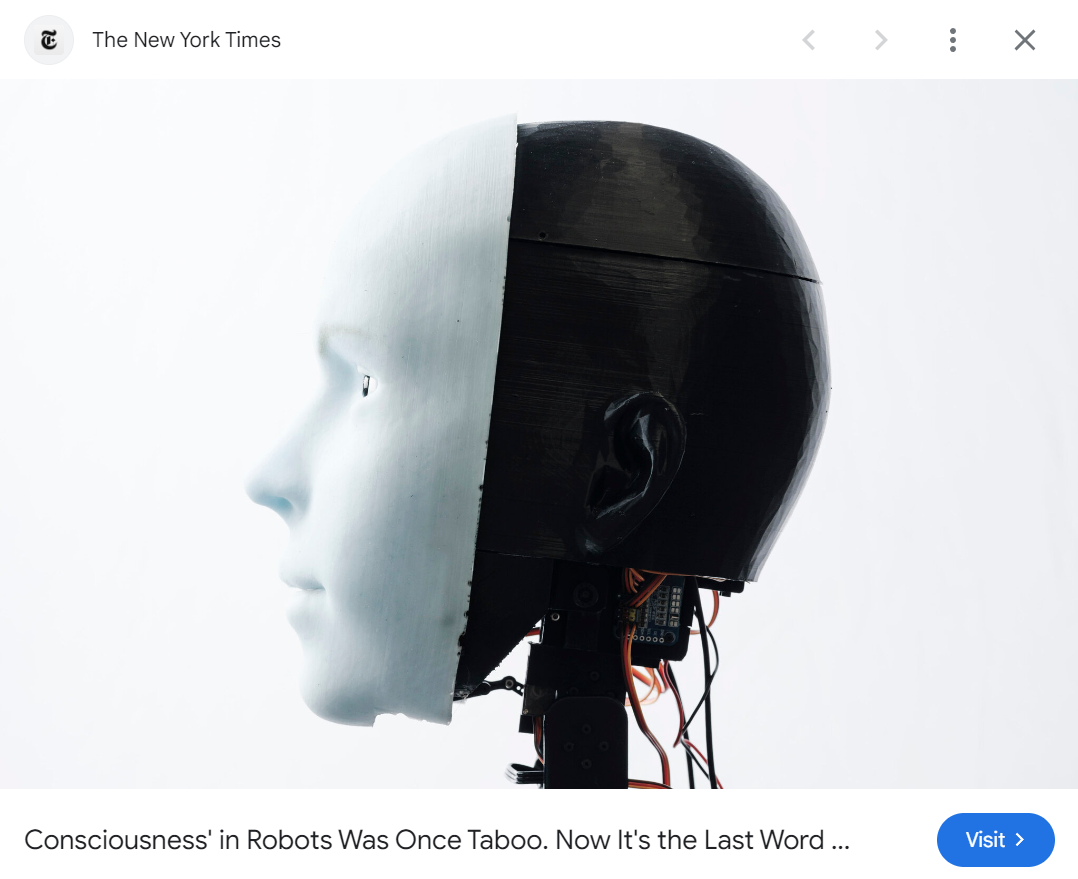 The New York Times
Consciousness' in Robots Was Once Taboo. Now It's the Last Word ...
Visit